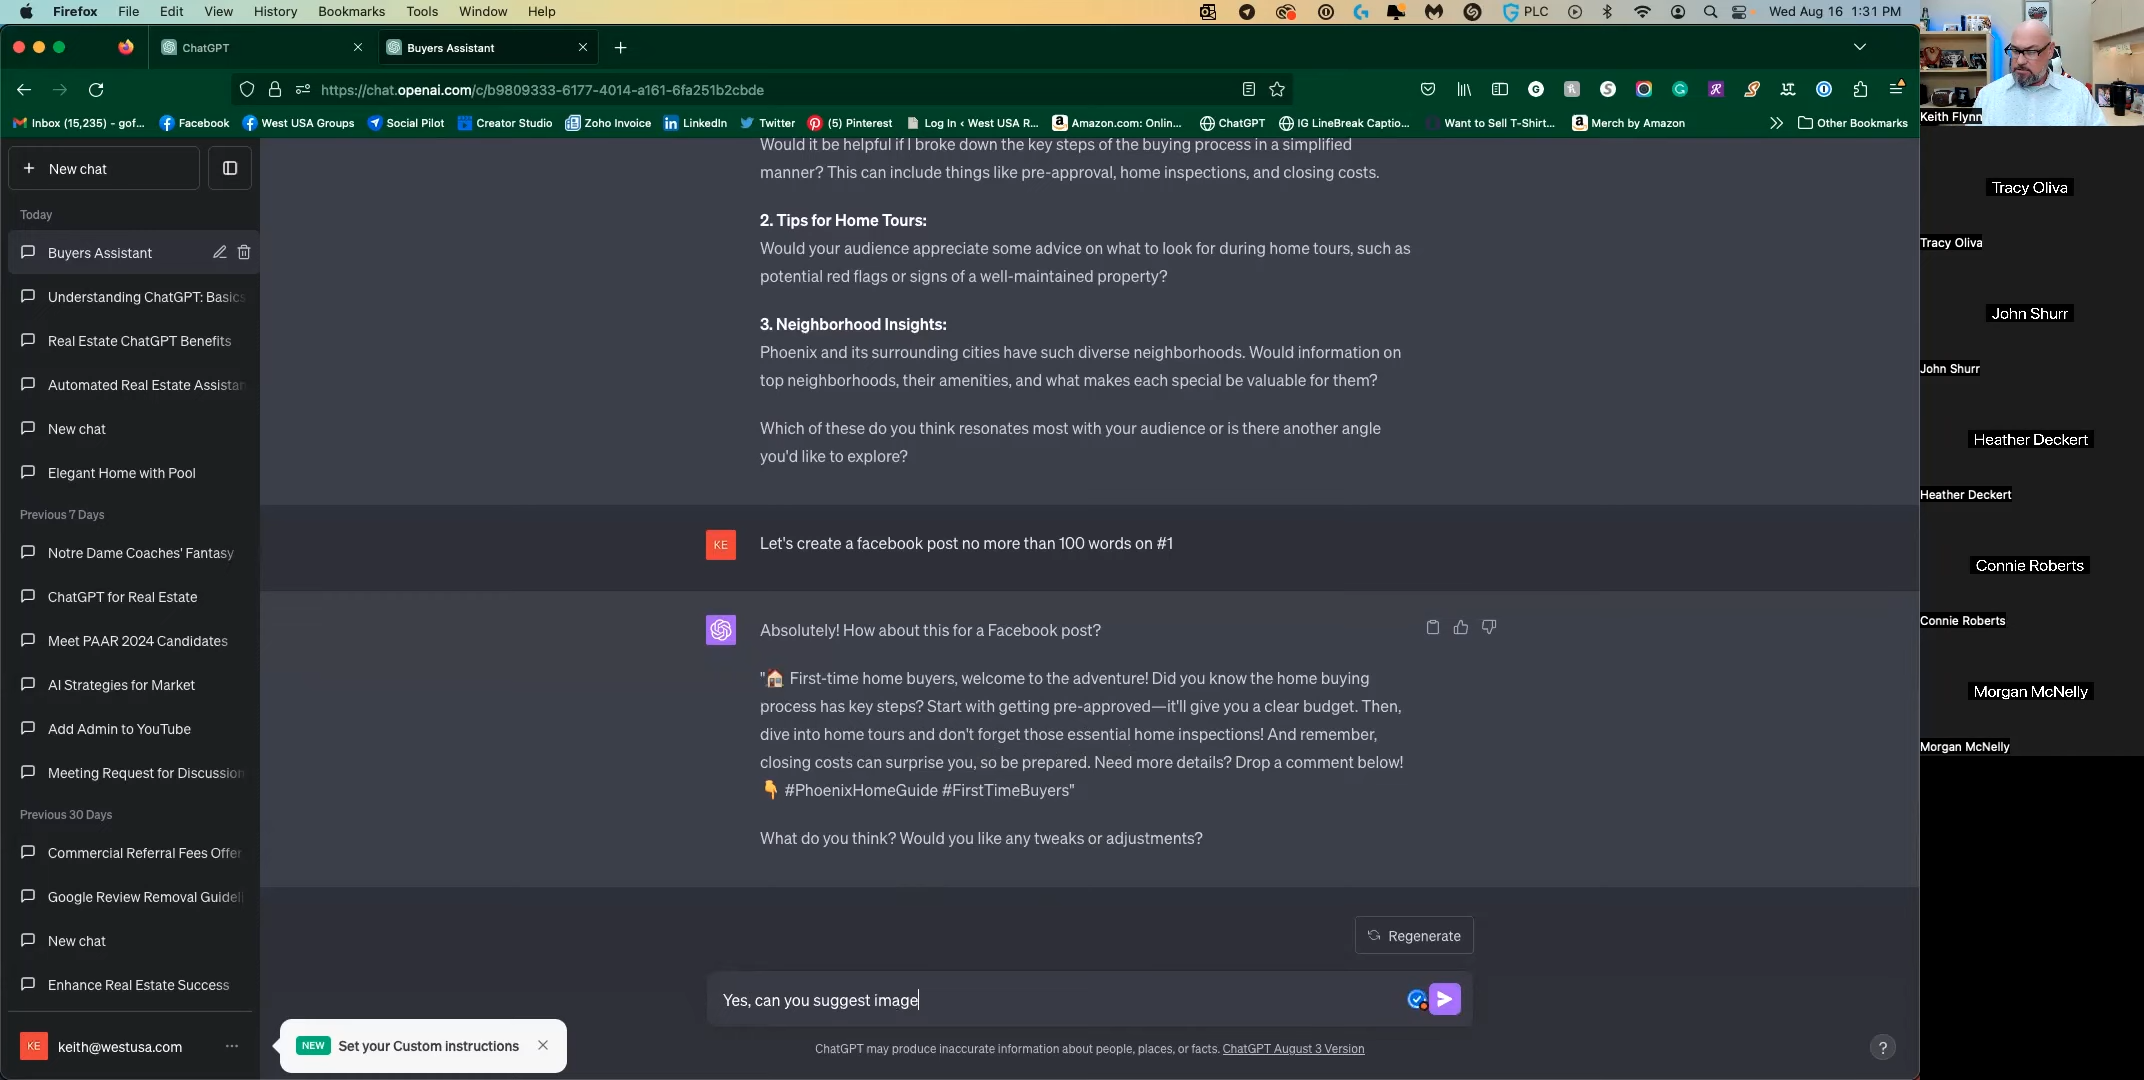 Firefox File Edit View History Bookmarks Tools Window Help PLC Wed Aug 16 1:31 PM
ChatGPT Buyers Assistant
https://chat.openai.com/c/b9809333-6177-4014-a161-6fa251b2cbde
Inbox (15,235) - gof... Facebook West USA Groups Social Pilot Creator Studio Zoho Invoice LinkedIn Twitter (5) Pinterest Log In ‹ West USA R... Amazon.com: Onlin... ChatGPT IG LineBreak Captio... Want to Sell T-Shirt... Merch by Amazon Other Bookmarks
New chat
Today
Buyers Assistant
Understanding ChatGPT: Basics
Real Estate ChatGPT Benefits
Automated Real Estate Assistan
New chat
Elegant Home with Pool
Previous 7 Days
Notre Dame Coaches' Fantasy
ChatGPT for Real Estate
Meet PAAR 2024 Candidates
AI Strategies for Market
Add Admin to YouTube
Meeting Request for Discussion
Previous 30 Days
Commercial Referral Fees Offer
Google Review Removal Guideli
New chat
Enhance Real Estate Success
KE keith@westusa.com
NEW Set your Custom instructions
Would it be helpful if I broke down the key steps of the buying process in a simplified
manner? This can include things like pre-approval, home inspections, and closing costs.
2. Tips for Home Tours:
Would your audience appreciate some advice on what to look for during home tours, such as
potential red flags or signs of a well-maintained property?
3. Neighborhood Insights:
Phoenix and its surrounding cities have such diverse neighborhoods. Would information on
top neighborhoods, their amenities, and what makes each special be valuable for them?
Which of these do you think resonates most with your audience or is there another angle
you'd like to explore?
KE Let's create a facebook post no more than 100 words on #1
Absolutely! How about this for a Facebook post?
"🏠 First-time home buyers, welcome to the adventure! Did you know the home buying
process has key steps? Start with getting pre-approved—it'll give you a clear budget. Then,
dive into home tours and don't forget those essential home inspections! And remember,
closing costs can surprise you, so be prepared. Need more details? Drop a comment below!
👇 #PhoenixHomeGuide #FirstTimeBuyers"
What do you think? Would you like any tweaks or adjustments?
Regenerate
Yes, can you suggest image
ChatGPT may produce inaccurate information about people, places, or facts. ChatGPT August 3 Version
?
Keith Flynn
Tracy Oliva
Tracy Oliva
John Shurr
John Shurr
Heather Deckert
Heather Deckert
Connie Roberts
Connie Roberts
Morgan McNelly
Morgan McNelly